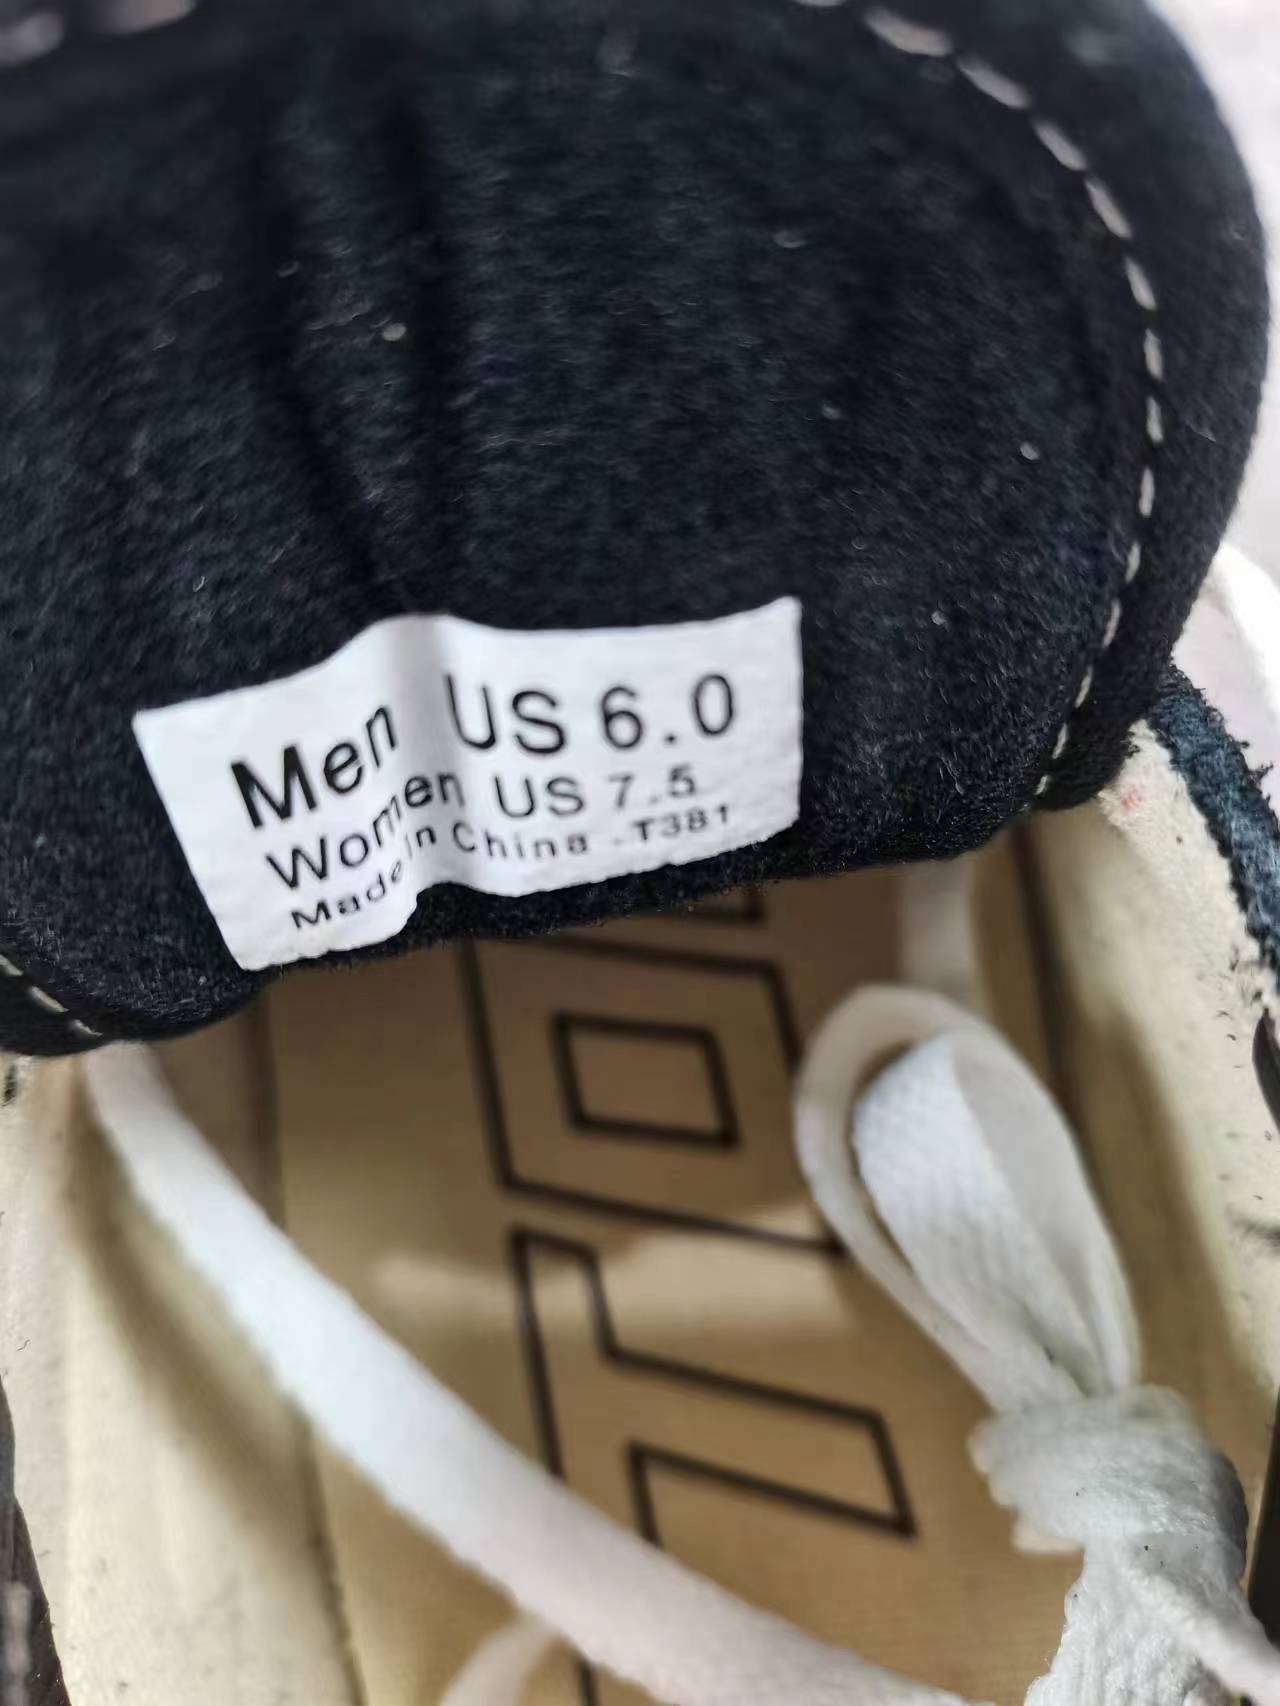 Men US 6.0
Women US 7.5
Made in China .T381